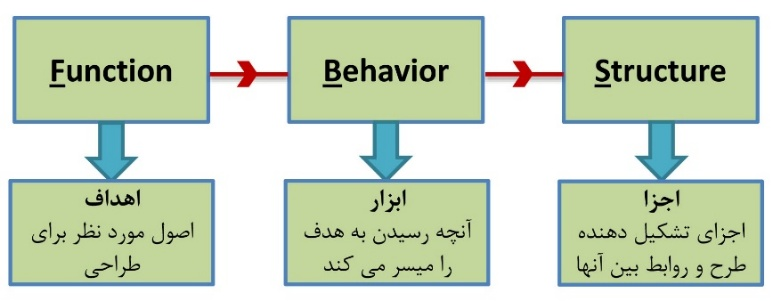 Function
Behavior
Structure
اهداف
اصول مورد نظر برای
طراحی
ابزار
آنچه رسیدن به هدف
را میسر می کند
اجزا
اجزای تشکیل دهنده
طرح و روابط بین آنها